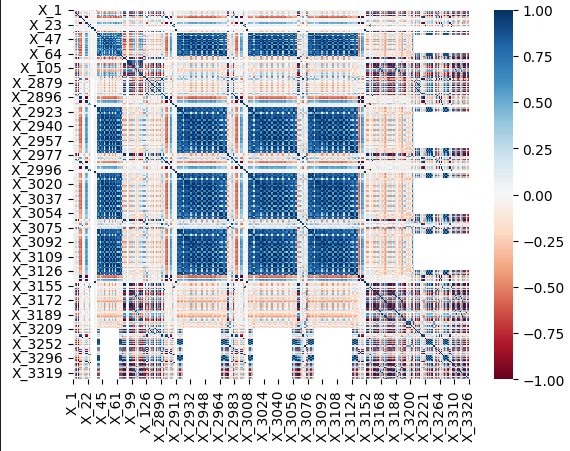 X_1
X_23
X_47
X_64
X_105
X_2879
X_2896
X_2923
X_2940
X_2957
X_2977
X_2996
X_3020
X_3037
X_3054
X_3075
X_3092
X_3109
X_3126
X_3155
X_3172
X_3189
X_3209
X_3252
X_3296
X_3319
X_1
X_22
X_45
X_61
X_99
X_126
X_2890
X_2913
X_2932
X_2948
X_2964
X_2983
X_3008
X_3024
X_3040
X_3056
X_3076
X_3092
X_3108
X_3124
X_3152
X_3168
X_3184
X_3200
X_3221
X_3264
X_3310
X_3326
1.00
0.75
0.50
0.25
0.00
−0.25
−0.50
−0.75
−1.00